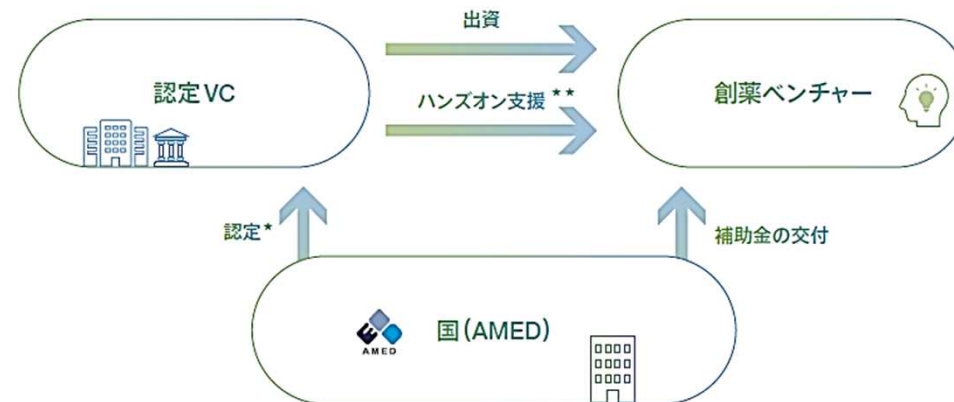 出資
認定VC
ハンズオン支援★★
創薬ベンチャー
認定★
補助金の交付
国(AMED)
AMED